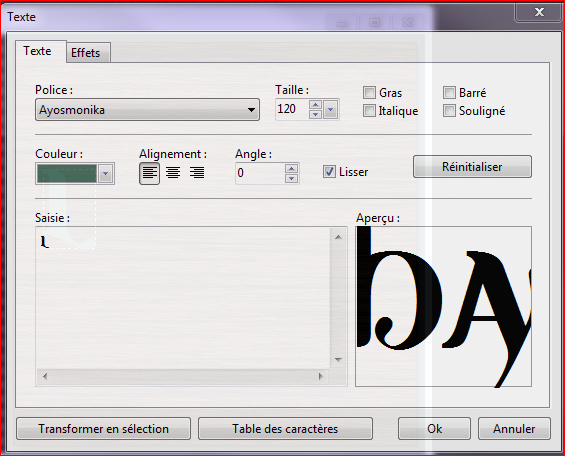 Texte
Texte Effets
Police : Taille : Gras Barré
Ayosmonika 120 Italique Souligné
Couleur : Alignement : Angle :
0 Lisser Réinitialiser
Saisie : Aperçu :
bay
Transformer en sélection Table des caractères Ok Annuler